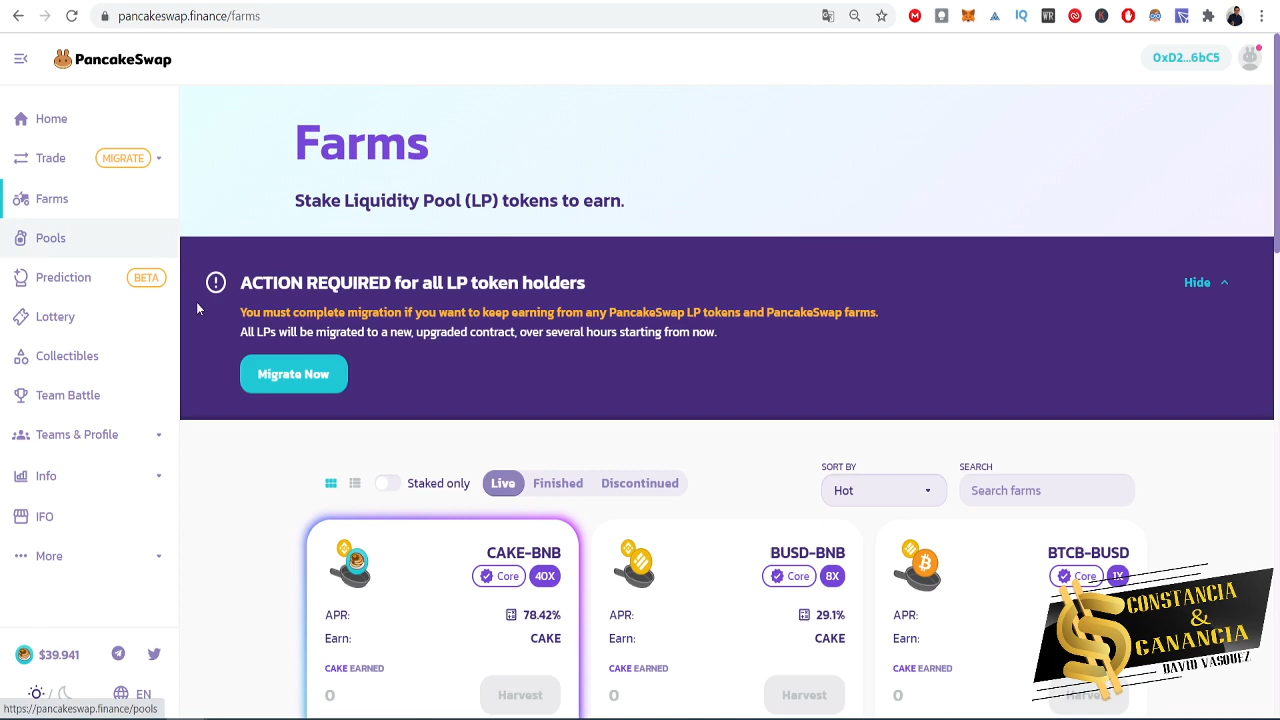 pancakeswap.finance/farms
PancakeSwap
0xD2...6bC5
Home
Trade
MIGRATE
Farms
Pools
Prediction
BETA
Lottery
Collectibles
Team Battle
Teams & Profile
Info
IFO
More
$39.941
EN
https://pancakeswap.finance/pools
Farms
Stake Liquidity Pool (LP) tokens to earn.
ACTION REQUIRED for all LP token holders
Hide
You must complete migration if you want to keep earning from any PancakeSwap LP tokens and PancakeSwap farms.
All LPs will be migrated to a new, upgraded contract, over several hours starting from now.
Migrate Now
Staked only
Live
Finished
Discontinued
SORT BY
Hot
SEARCH
Search farms
CAKE-BNB
Core
40X
APR:
78.42%
Earn:
CAKE
CAKE EARNED
0
Harvest
BUSD-BNB
Core
8X
APR:
29.1%
Earn:
CAKE
CAKE EARNED
0
Harvest
BTCB-BUSD
Core
1X
APR:
Earn:
CAKE EARNED
0
Harvest
CONSTANCIA
&
GANANCIA
DAVID VASQUEZ
IQ
WR